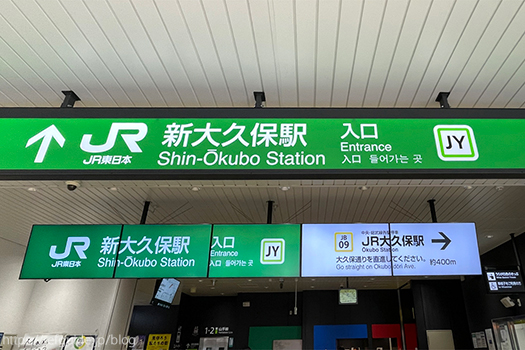 JR
JR東日本
新大久保駅
Shin-Ōkubo Station
入口
Entrance
入口 들어가는 곳
JY
JR
JR東日本
新大久保駅
Shin-Ōkubo Station
入口
Entrance
入口 들어가는 곳
JY
JB
09
JR大久保駅
大久保通りを直進してください。
Go straight on Okubo-dori Ave.
約400m
1・2